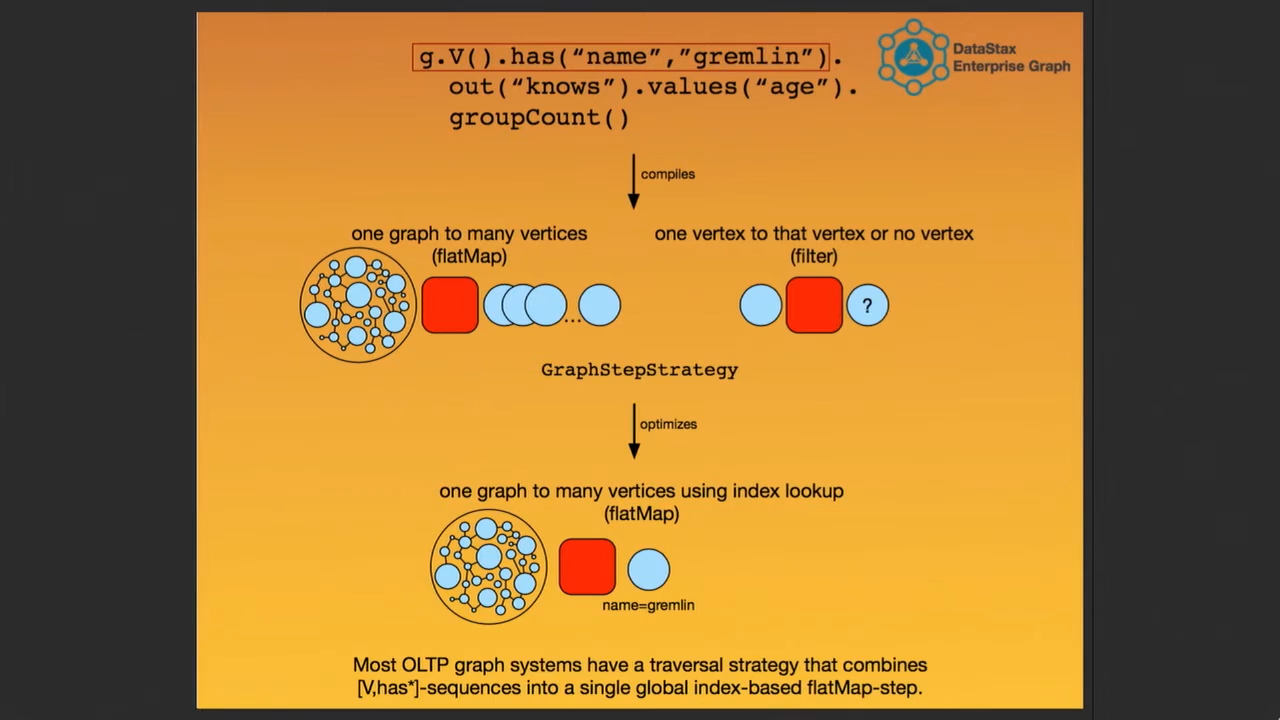 g.V().has(“name”,”gremlin”).
out(“knows”).values(“age”).
groupCount()
DataStax
Enterprise Graph
compiles
one graph to many vertices
(flatMap)
one vertex to that vertex or no vertex
(filter)
...
?
GraphStepStrategy
optimizes
one graph to many vertices using index lookup
(flatMap)
name=gremlin
Most OLTP graph systems have a traversal strategy that combines
[V,has*]-sequences into a single global index-based flatMap-step.